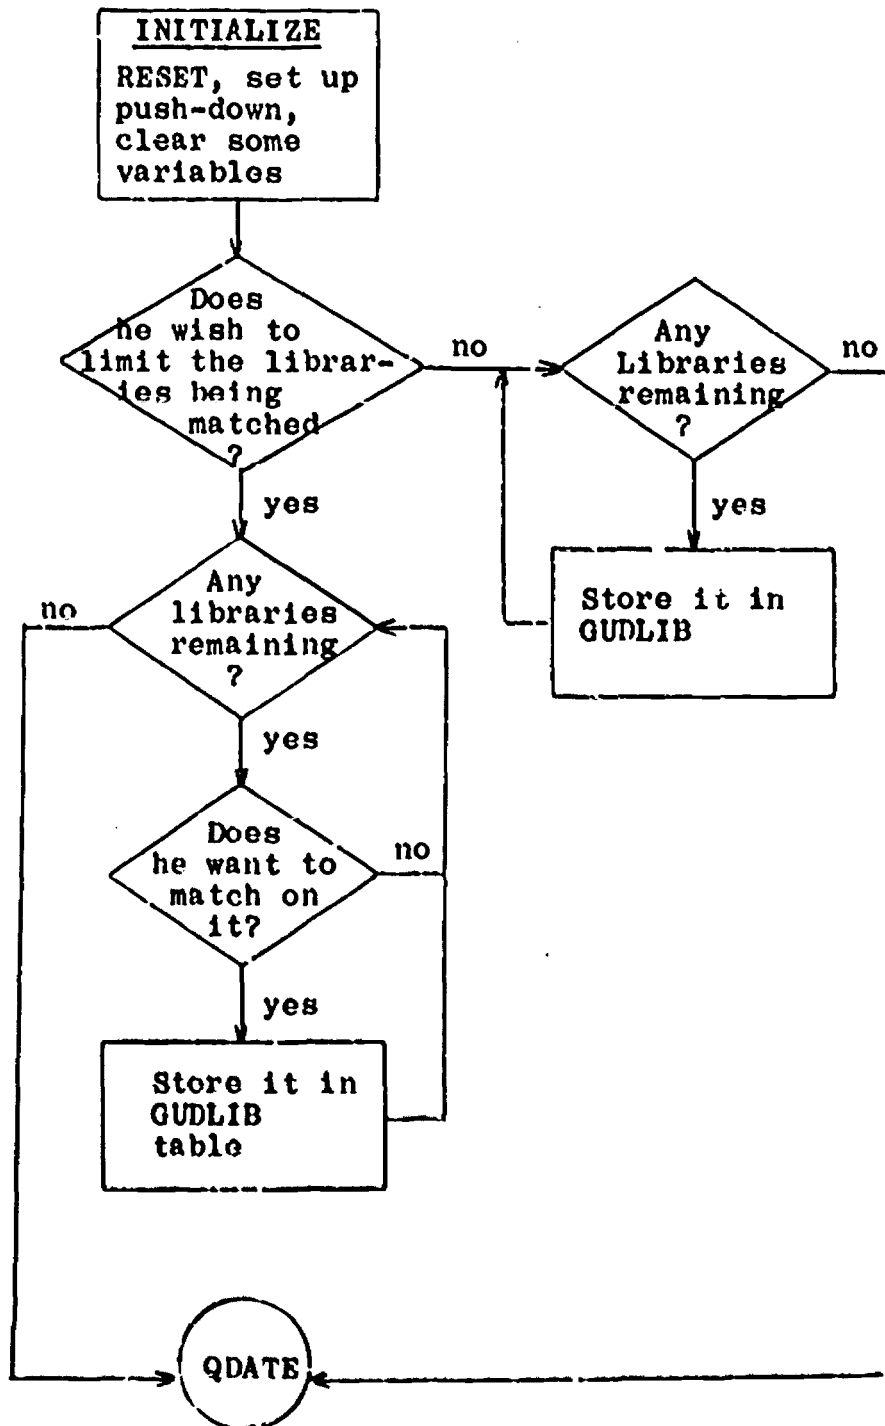 INITIALIZE
RESET, set up
push-down,
clear some
variables
Does
he wish to
limit the librar-
ies being
matched
?
no
Any
Libraries
remaining
?
no
yes
yes
Store it in
GUDLIB
Any
libraries
remaining
?
no
yes
Does
he want to
match on
it?
no
yes
Store it in
GUDLIB
table
QDATE